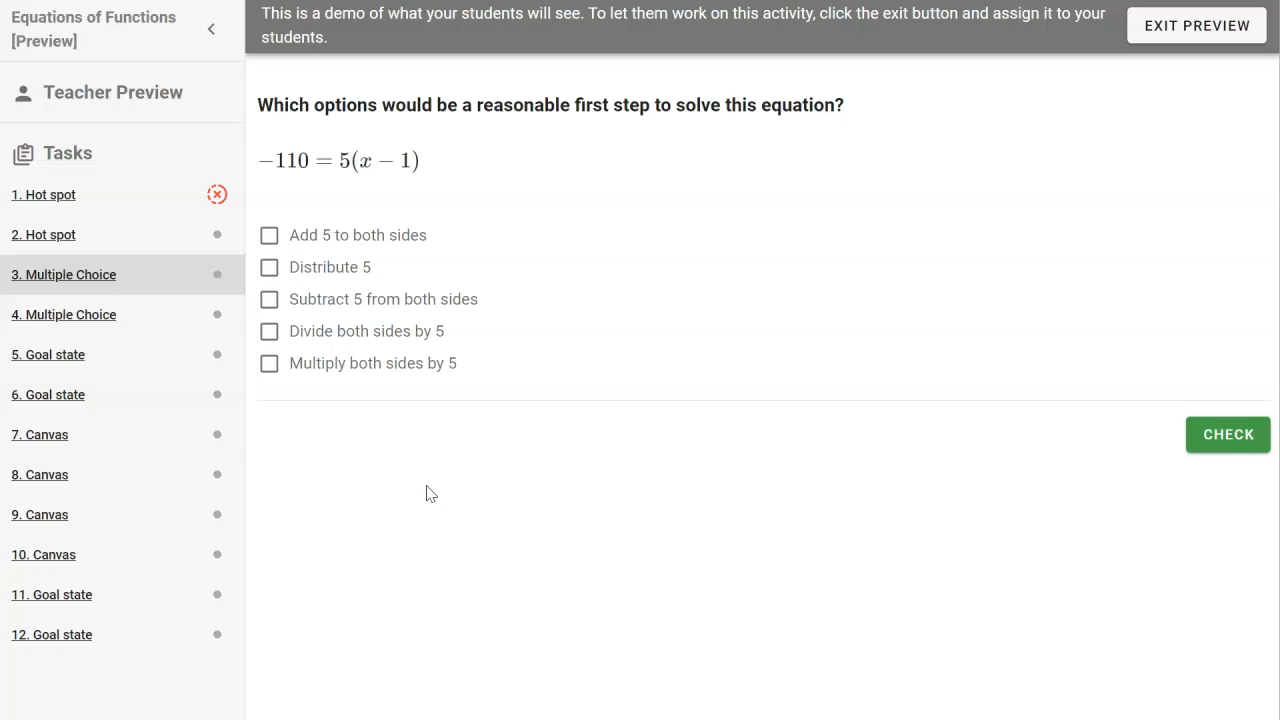 Equations of Functions
[Preview]
Teacher Preview
Tasks
1. Hot spot
2. Hot spot
3. Multiple Choice
4. Multiple Choice
5. Goal state
6. Goal state
7. Canvas
8. Canvas
9. Canvas
10. Canvas
11. Goal state
12. Goal state
This is a demo of what your students will see. To let them work on this activity, click the exit button and assign it to your
students.
EXIT PREVIEW
Which options would be a reasonable first step to solve this equation?
−110 = 5(x − 1)
Add 5 to both sides
Distribute 5
Subtract 5 from both sides
Divide both sides by 5
Multiply both sides by 5
CHECK